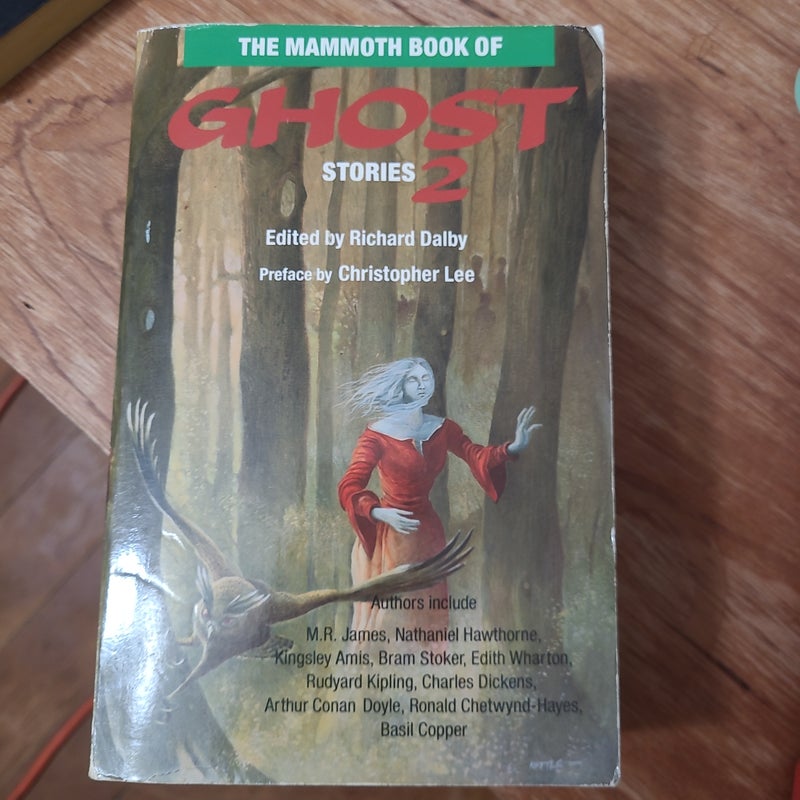 THE MAMMOTH BOOK OF
GHOST
STORIES 2
Edited by Richard Dalby
Preface by Christopher Lee
Authors include
M.R. James, Nathaniel Hawthorne,
Kingsley Amis, Bram Stoker, Edith Wharton,
Rudyard Kipling, Charles Dickens,
Arthur Conan Doyle, Ronald Chetwynd-Hayes,
Basil Copper